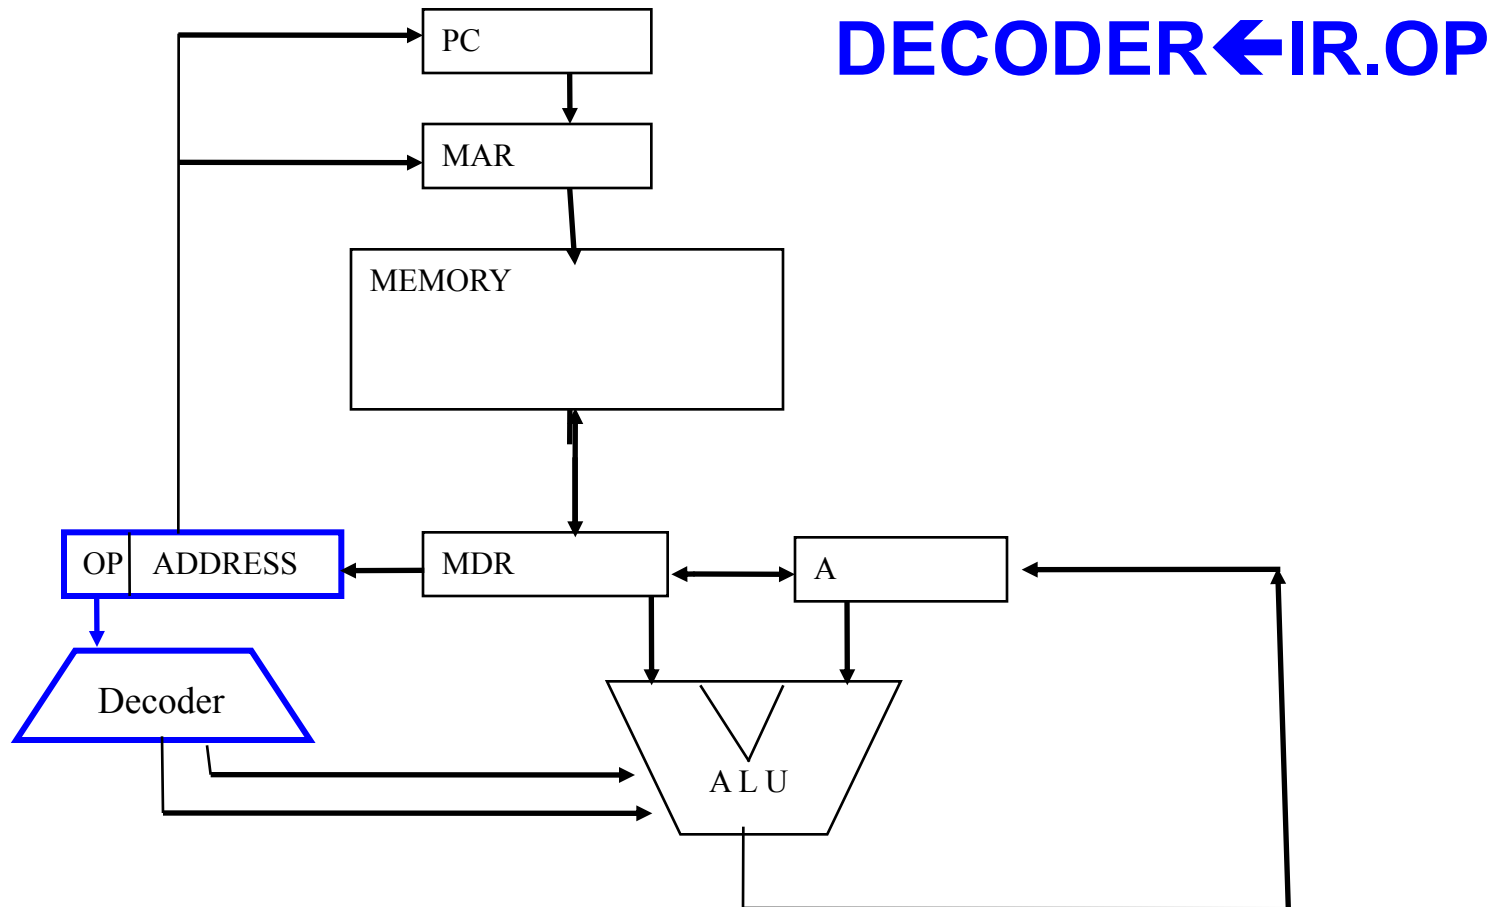 PC
DECODER←IR.OP
MAR
MEMORY
OP ADDRESS
MDR
A
Decoder
A L U